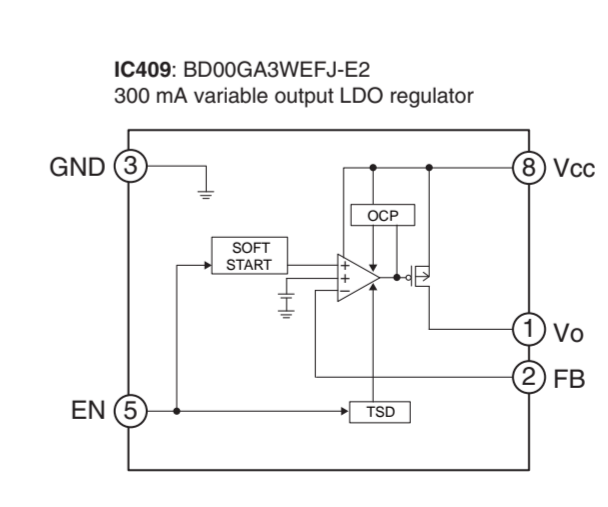 IC409: BD00GA3WEFJ-E2
300 mA variable output LDO regulator
GND 3
8 Vcc
OCP
SOFT
START
+
+
−
1 Vo
2 FB
EN 5
TSD